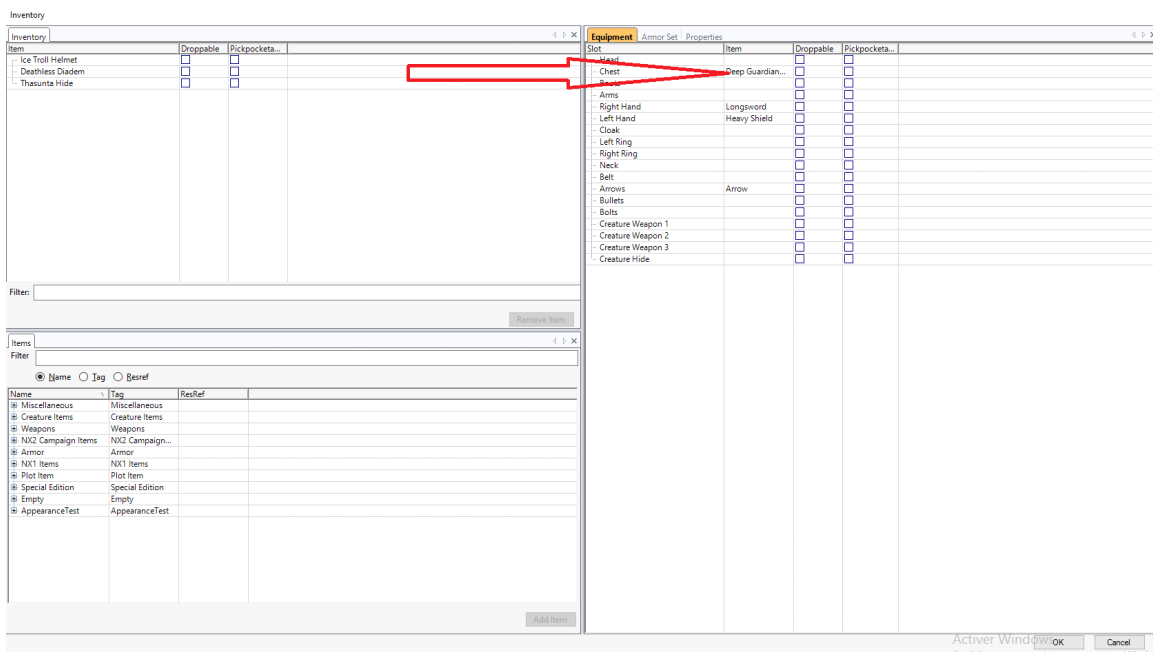 Inventory
Inventory
Item Droppable Pickpocketa...
Ice Troll Helmet
Deathless Diadem
Thasunta Hide
Filter:
Remove Item
Items
Filter
Name Tag Resref
Name Tag ResRef
Miscellaneous Miscellaneous
Creature Items Creature Items
Weapons Weapons
NX2 Campaign Items NX2 Campaign...
Armor Armor
NX1 Items NX1 Items
Plot Item Plot Item
Special Edition Special Edition
Empty Empty
AppearanceTest AppearanceTest
Add Item
Equipment Armor Set Properties
Slot Item Droppable Pickpocketa...
Head
Chest Deep Guardian...
Arms
Right Hand Longsword
Left Hand Heavy Shield
Cloak
Left Ring
Right Ring
Neck
Belt
Arrows Arrow
Bullets
Bolts
Creature Weapon 1
Creature Weapon 2
Creature Weapon 3
Creature Hide
Activer Windows
OK Cancel